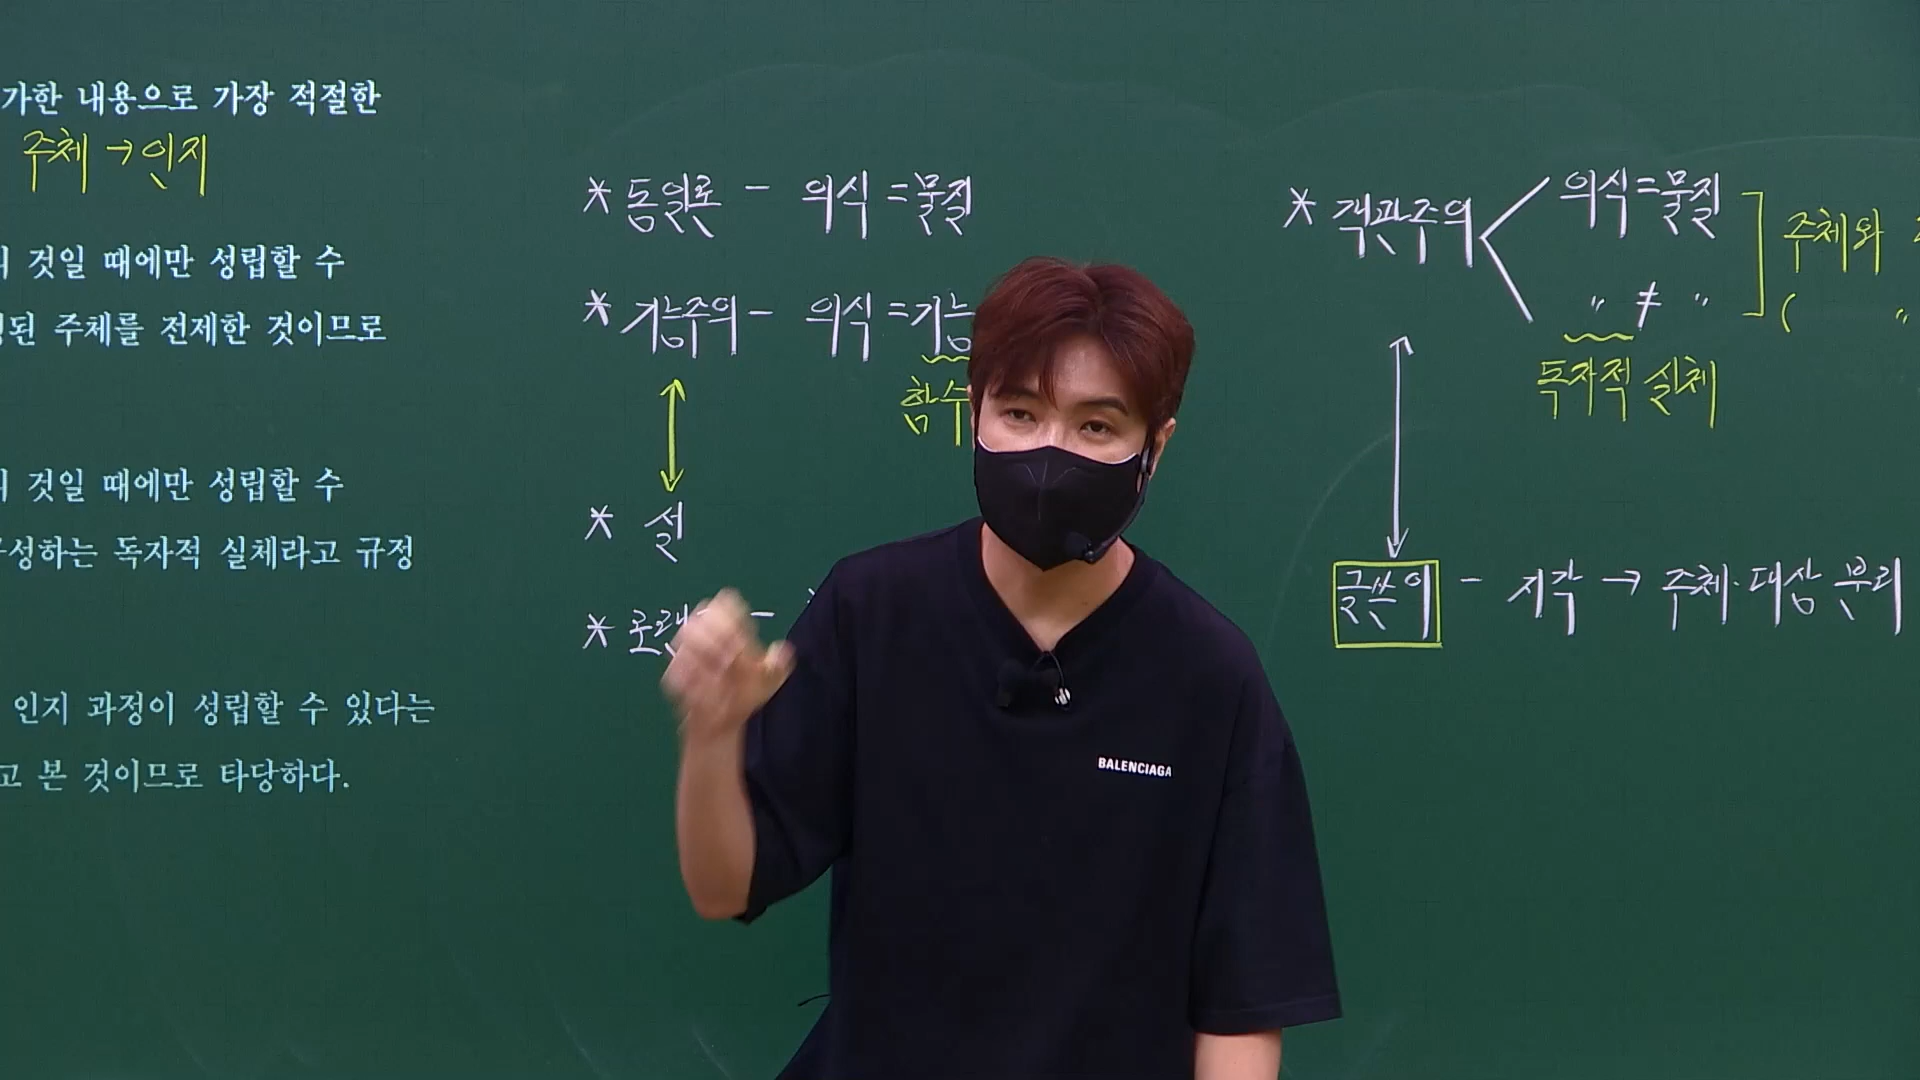 가한 내용으로 가장 적절한
주체 → 인지
것일 때에만 성립할 수
된 주체를 전제한 것이므로
것일 때에만 성립할 수
성하는 독자적 실체라고 규정
인지 과정이 성립할 수 있다는
고 본 것이므로 타당하다.
* 동일론 - 의식 = 물질
* 기능주의 - 의식 = 기능
함수
* 설
* 로랜
* 객관주의
의식 = 물질
〃 ≠ 〃
주체와
( 〃
독자적 실체
글쓴이 - 지각 → 주체·대상 분리
BALENCIAGA